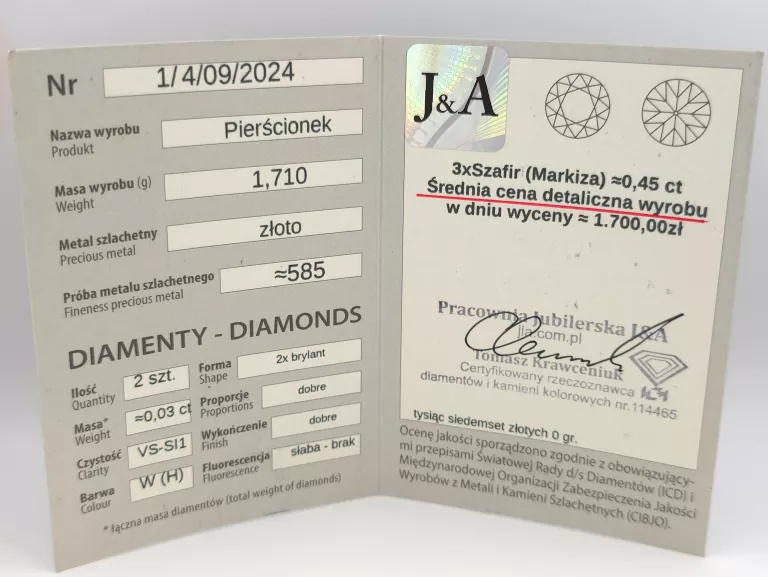 Nr 1/4/09/2024
Nazwa wyrobu Pierścionek
Produkt
Masa wyrobu (g) 1,710
Weight
Metal szlachetny złoto
Precious metal
Próba metalu szlachetnego ≈585
Fineness precious metal
DIAMENTY - DIAMONDS
Ilość 2 szt.
Quantity
Masa* ≈0,03 ct
Weight
Czystość VS-SI1
Clarity
Barwa W (H)
Colour
Forma 2x brylant
Shape
Proporcje dobre
Proportions
Wykończenie dobre
Finish
Fluorescencja słaba - brak
Fluorescence
* łączna masa diamentów (total weight of diamonds)
J&A
3xSzafir (Markiza) ≈0,45 ct
Średnia cena detaliczna wyrobu
w dniu wyceny ≈ 1.700,00zł
Pracownia Jubilerska J&A
jja.com.pl
Tomasz Krawceniuk
Certyfikowany rzeczoznawca
diamentów i kamieni kolorowych nr.114465
tysiąc siedemset złotych 0 gr.
Ocenę jakości sporządzono zgodnie z obowiązujący-
mi przepisami Światowej Rady d/s Diamentów (ICD) i
Międzynarodowej Organizacji Zabezpieczenia Jakości
Wyrobów z Metali i Kamieni Szlachetnych (CIBJO).